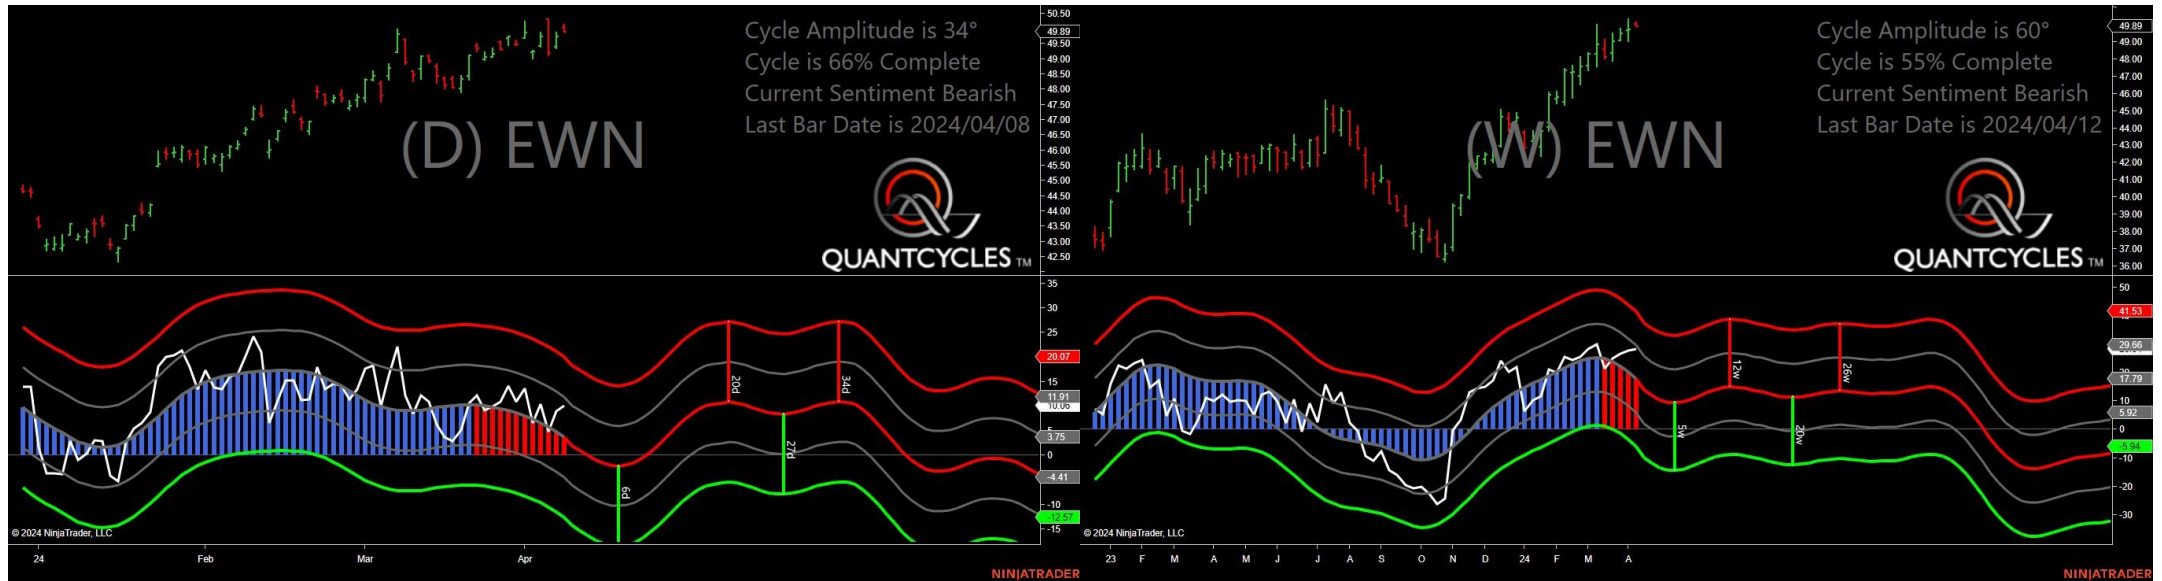 Cycle Amplitude is 34°
Cycle is 66% Complete
Current Sentiment Bearish
Last Bar Date is 2024/04/08
(D) EWN
QUANTCYCLES TM
50.50
49.89
49.50
49.00
48.50
48.00
47.50
47.00
46.50
46.00
45.50
45.00
44.50
44.00
43.50
43.00
42.50
35
30
25
20.07
15
11.91
10.06
3.75
0
-4.41
-10
-12.57
-15
20d
34d
27d
6d
© 2024 NinjaTrader, LLC
24 Feb Mar Apr
NINJATRADER
Cycle Amplitude is 60°
Cycle is 55% Complete
Current Sentiment Bearish
Last Bar Date is 2024/04/12
(W) EWN
QUANTCYCLES TM
49.89
49.00
48.00
47.00
46.00
45.00
44.00
43.00
42.00
41.00
40.00
39.00
38.00
37.00
36.00
50
41.53
29.66
17.79
10
5.92
0
-5.94
-10
-20
-30
12w
26w
5w
20w
© 2024 NinjaTrader, LLC
23 F M A M J J A S O N D 24 F M A
NINJATRADER